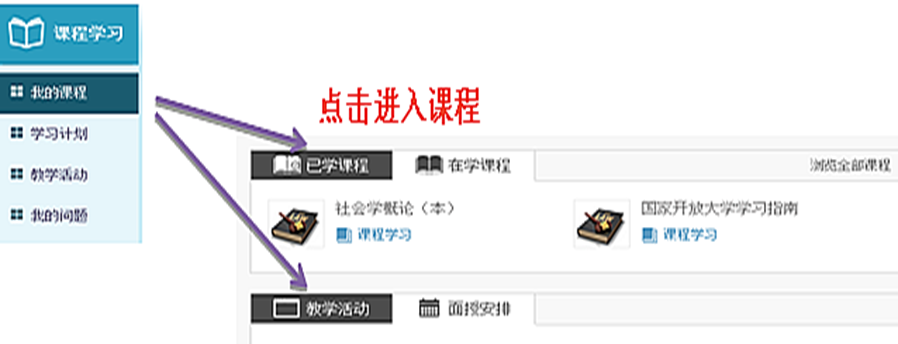 课程学习
我的课程
学习计划
教学活动
我的问题
点击进入课程
已学课程 在学课程 浏览全部课程
社会学概论（本） 国家开放大学学习指南
课程学习 课程学习
教学活动 面授安排